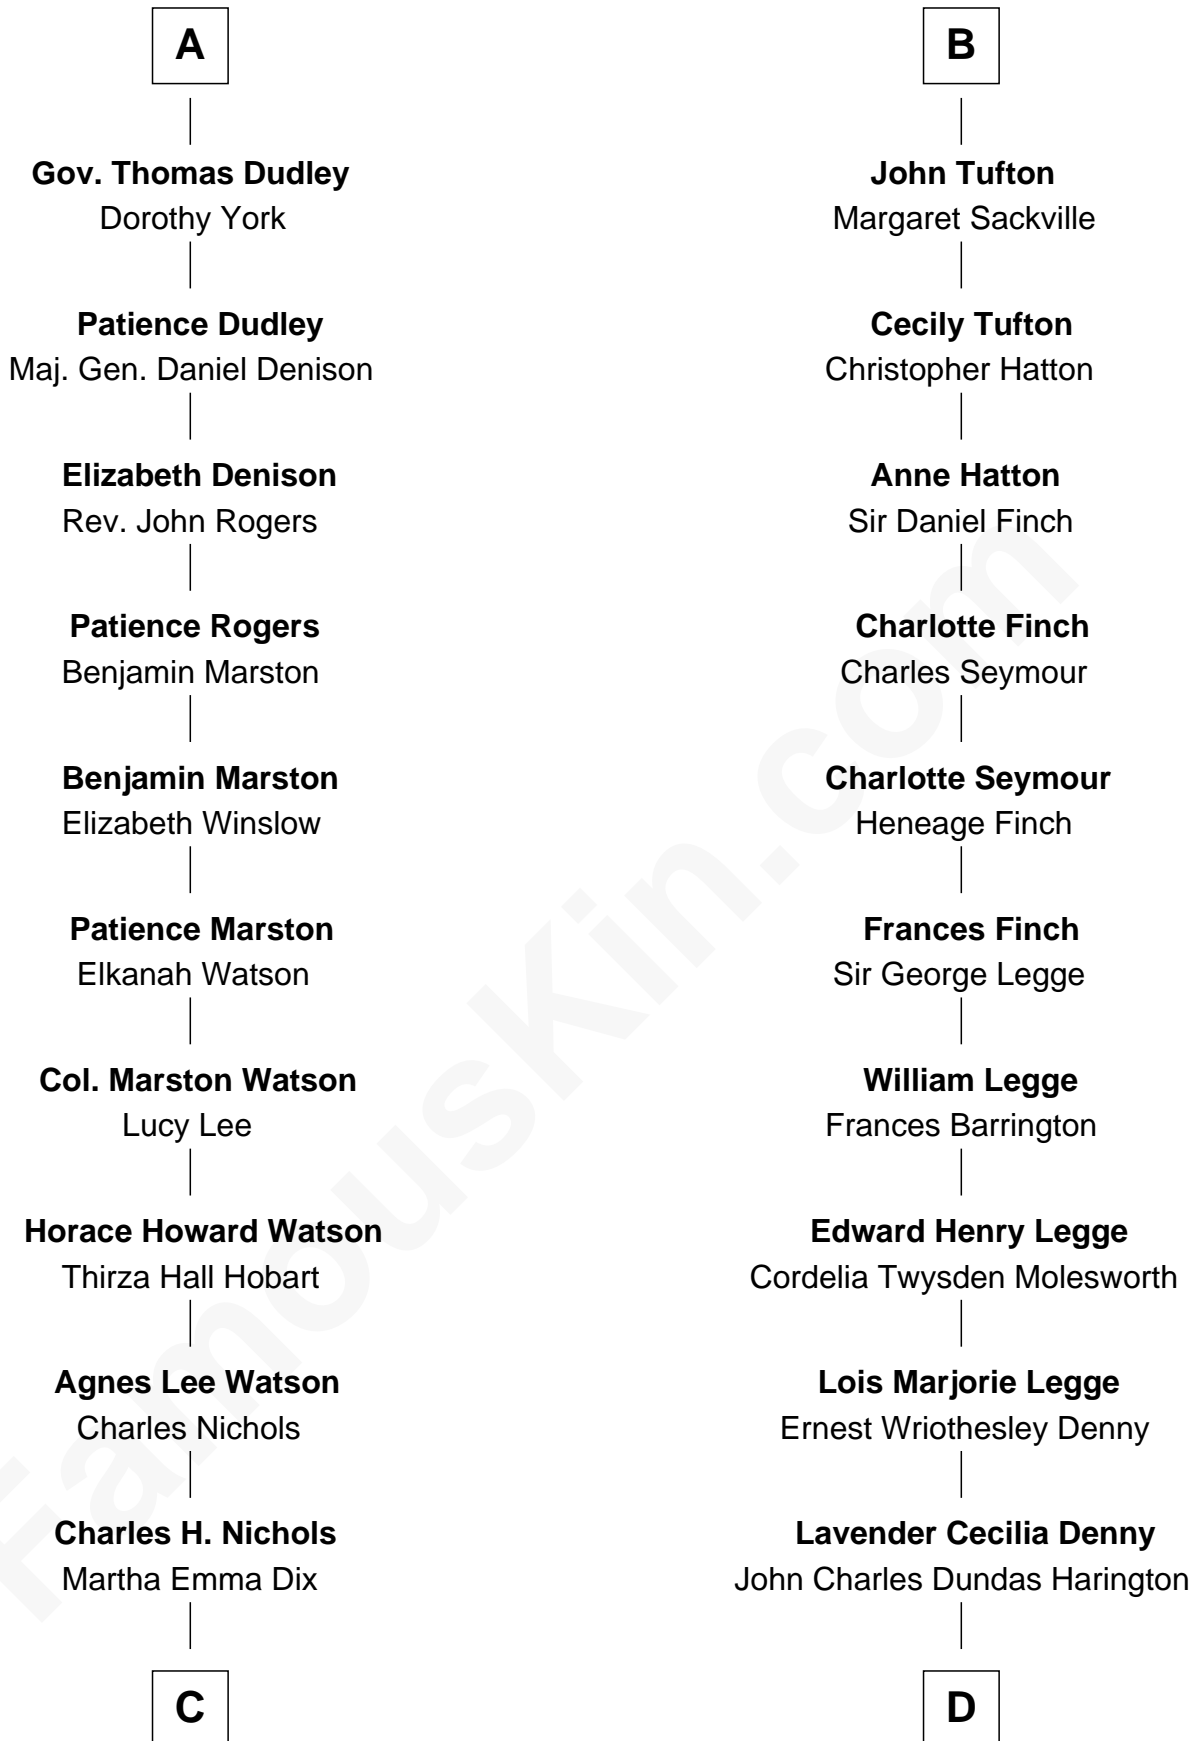 A
Gov. Thomas Dudley
Dorothy York
Patience Dudley
Maj. Gen. Daniel Denison
Elizabeth Denison
Rev. John Rogers
Patience Rogers
Benjamin Marston
Benjamin Marston
Elizabeth Winslow
Patience Marston
Elkanah Watson
Col. Marston Watson
Lucy Lee
Horace Howard Watson
Thirza Hall Hobart
Agnes Lee Watson
Charles Nichols
Charles H. Nichols
Martha Emma Dix
C
B
John Tufton
Margaret Sackville
Cecily Tufton
Christopher Hatton
Anne Hatton
Sir Daniel Finch
Charlotte Finch
Charles Seymour
Charlotte Seymour
Heneage Finch
Frances Finch
Sir George Legge
William Legge
Frances Barrington
Edward Henry Legge
Cordelia Twysden Molesworth
Lois Marjorie Legge
Ernest Wriothesley Denny
Lavender Cecilia Denny
John Charles Dundas Harington
D
FamousKin.com